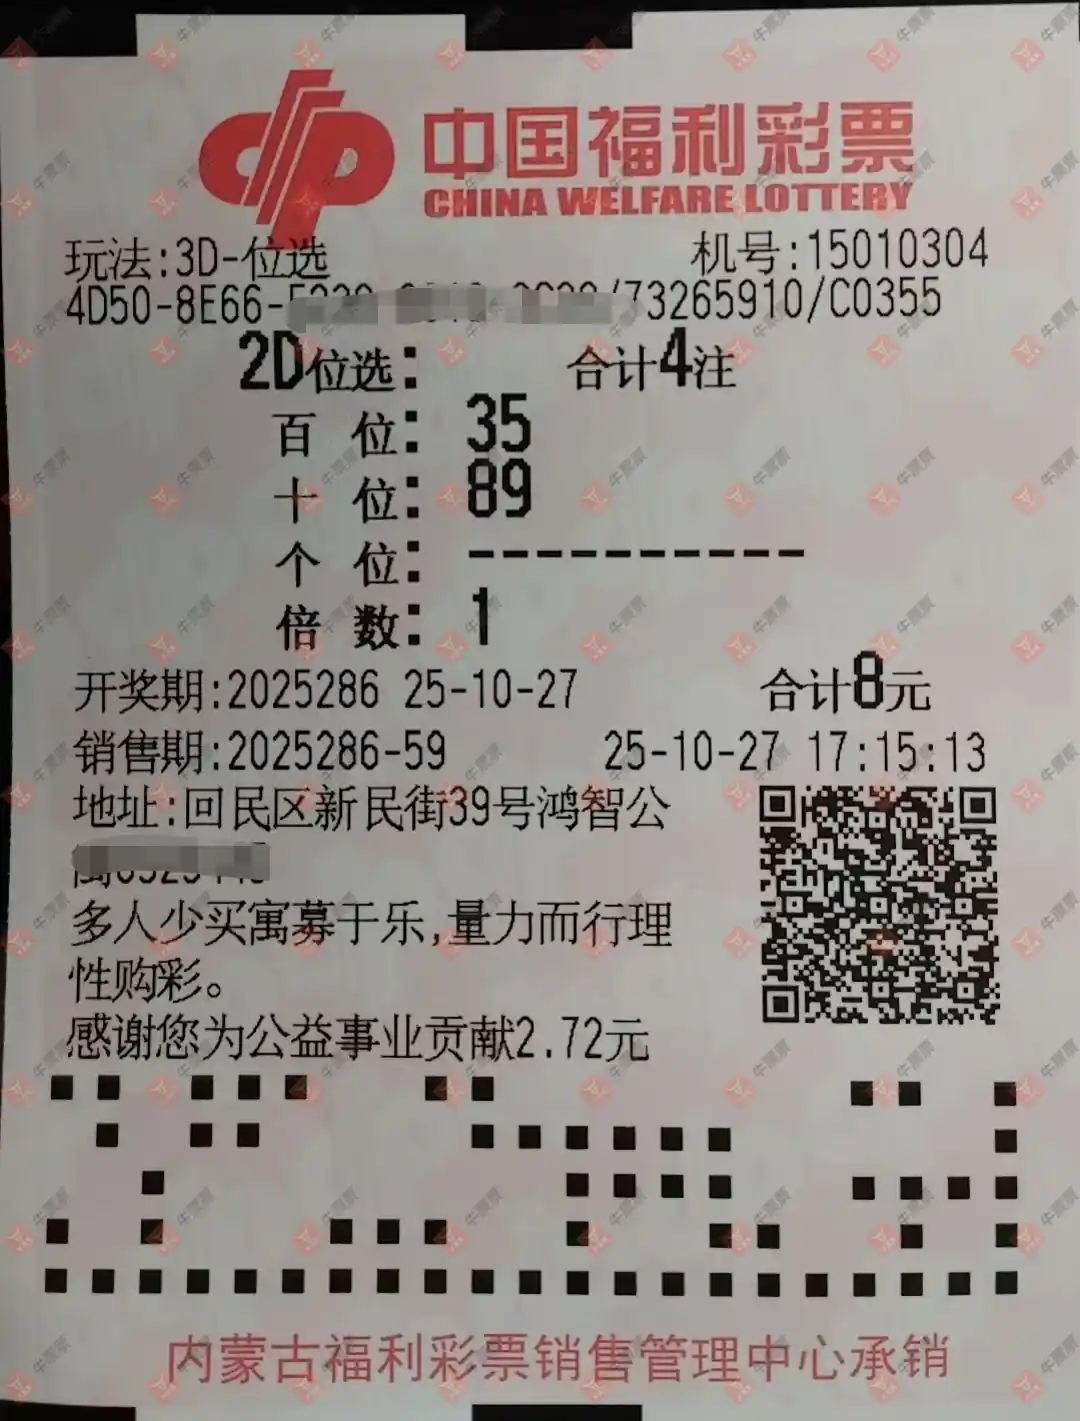 中国福利彩票
CHINA WELFARE LOTTERY
玩法:3D-位选 机号:15010304
4D50-8E66- /73265910/C0355
2D位选: 合计4注
百 位: 35
十 位: 89
个 位: ----------
倍 数: 1
开奖期:2025286 25-10-27 合计8元
销售期:2025286-59 25-10-27 17:15:13
地址:回民区新民街39号鸿智公
多人少买寓募于乐,量力而行理
性购彩。
感谢您为公益事业贡献2.72元
内蒙古福利彩票销售管理中心承销
牛票票